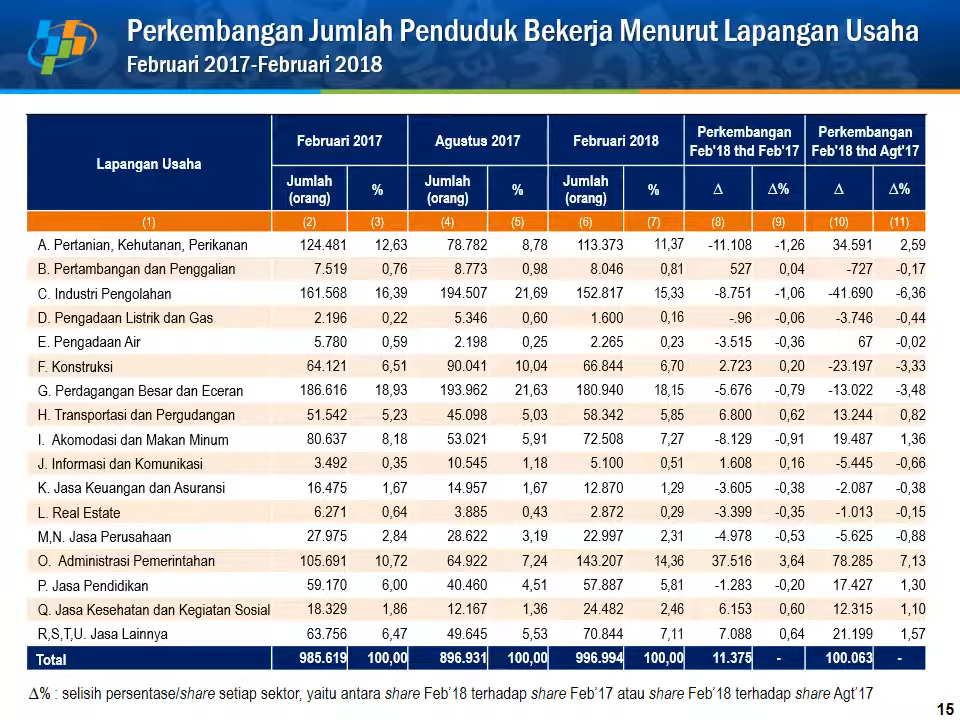 Perkembangan Jumlah Penduduk Bekerja Menurut Lapangan Usaha
Februari 2017-Februari 2018
Lapangan Usaha Februari 2017 Agustus 2017 Februari 2018 Perkembangan Feb'18 thd Feb'17 Perkembangan Feb'18 thd Agt'17
Jumlah (orang) % Jumlah (orang) % Jumlah (orang) % Δ Δ% Δ Δ%
(1) (2) (3) (4) (5) (6) (7) (8) (9) (10) (11)
A. Pertanian, Kehutanan, Perikanan 124.481 12,63 78.782 8,78 113.373 11,37 -11.108 -1,26 34.591 2,59
B. Pertambangan dan Penggalian 7.519 0,76 8.773 0,98 8.046 0,81 527 0,04 -727 -0,17
C. Industri Pengolahan 161.568 16,39 194.507 21,69 152.817 15,33 -8.751 -1,06 -41.690 -6,36
D. Pengadaan Listrik dan Gas 2.196 0,22 5.346 0,60 1.600 0,16 -.96 -0,06 -3.746 -0,44
E. Pengadaan Air 5.780 0,59 2.198 0,25 2.265 0,23 -3.515 -0,36 67 -0,02
F. Konstruksi 64.121 6,51 90.041 10,04 66.844 6,70 2.723 0,20 -23.197 -3,33
G. Perdagangan Besar dan Eceran 186.616 18,93 193.962 21,63 180.940 18,15 -5.676 -0,79 -13.022 -3,48
H. Transportasi dan Pergudangan 51.542 5,23 45.098 5,03 58.342 5,85 6.800 0,62 13.244 0,82
I. Akomodasi dan Makan Minum 80.637 8,18 53.021 5,91 72.508 7,27 -8.129 -0,91 19.487 1,36
J. Informasi dan Komunikasi 3.492 0,35 10.545 1,18 5.100 0,51 1.608 0,16 -5.445 -0,66
K. Jasa Keuangan dan Asuransi 16.475 1,67 14.957 1,67 12.870 1,29 -3.605 -0,38 -2.087 -0,38
L. Real Estate 6.271 0,64 3.885 0,43 2.872 0,29 -3.399 -0,35 -1.013 -0,15
M,N. Jasa Perusahaan 27.975 2,84 28.622 3,19 22.997 2,31 -4.978 -0,53 -5.625 -0,88
O. Administrasi Pemerintahan 105.691 10,72 64.922 7,24 143.207 14,36 37.516 3,64 78.285 7,13
P. Jasa Pendidikan 59.170 6,00 40.460 4,51 57.887 5,81 -1.283 -0,20 17.427 1,30
Q. Jasa Kesehatan dan Kegiatan Sosial 18.329 1,86 12.167 1,36 24.482 2,46 6.153 0,60 12.315 1,10
R,S,T,U. Jasa Lainnya 63.756 6,47 49.645 5,53 70.844 7,11 7.088 0,64 21.199 1,57
Total 985.619 100,00 896.931 100,00 996.994 100,00 11.375 - 100.063 -
Δ% : selisih persentase/share setiap sektor, yaitu antara share Feb'18 terhadap share Feb'17 atau share Feb'18 terhadap share Agt'17
15